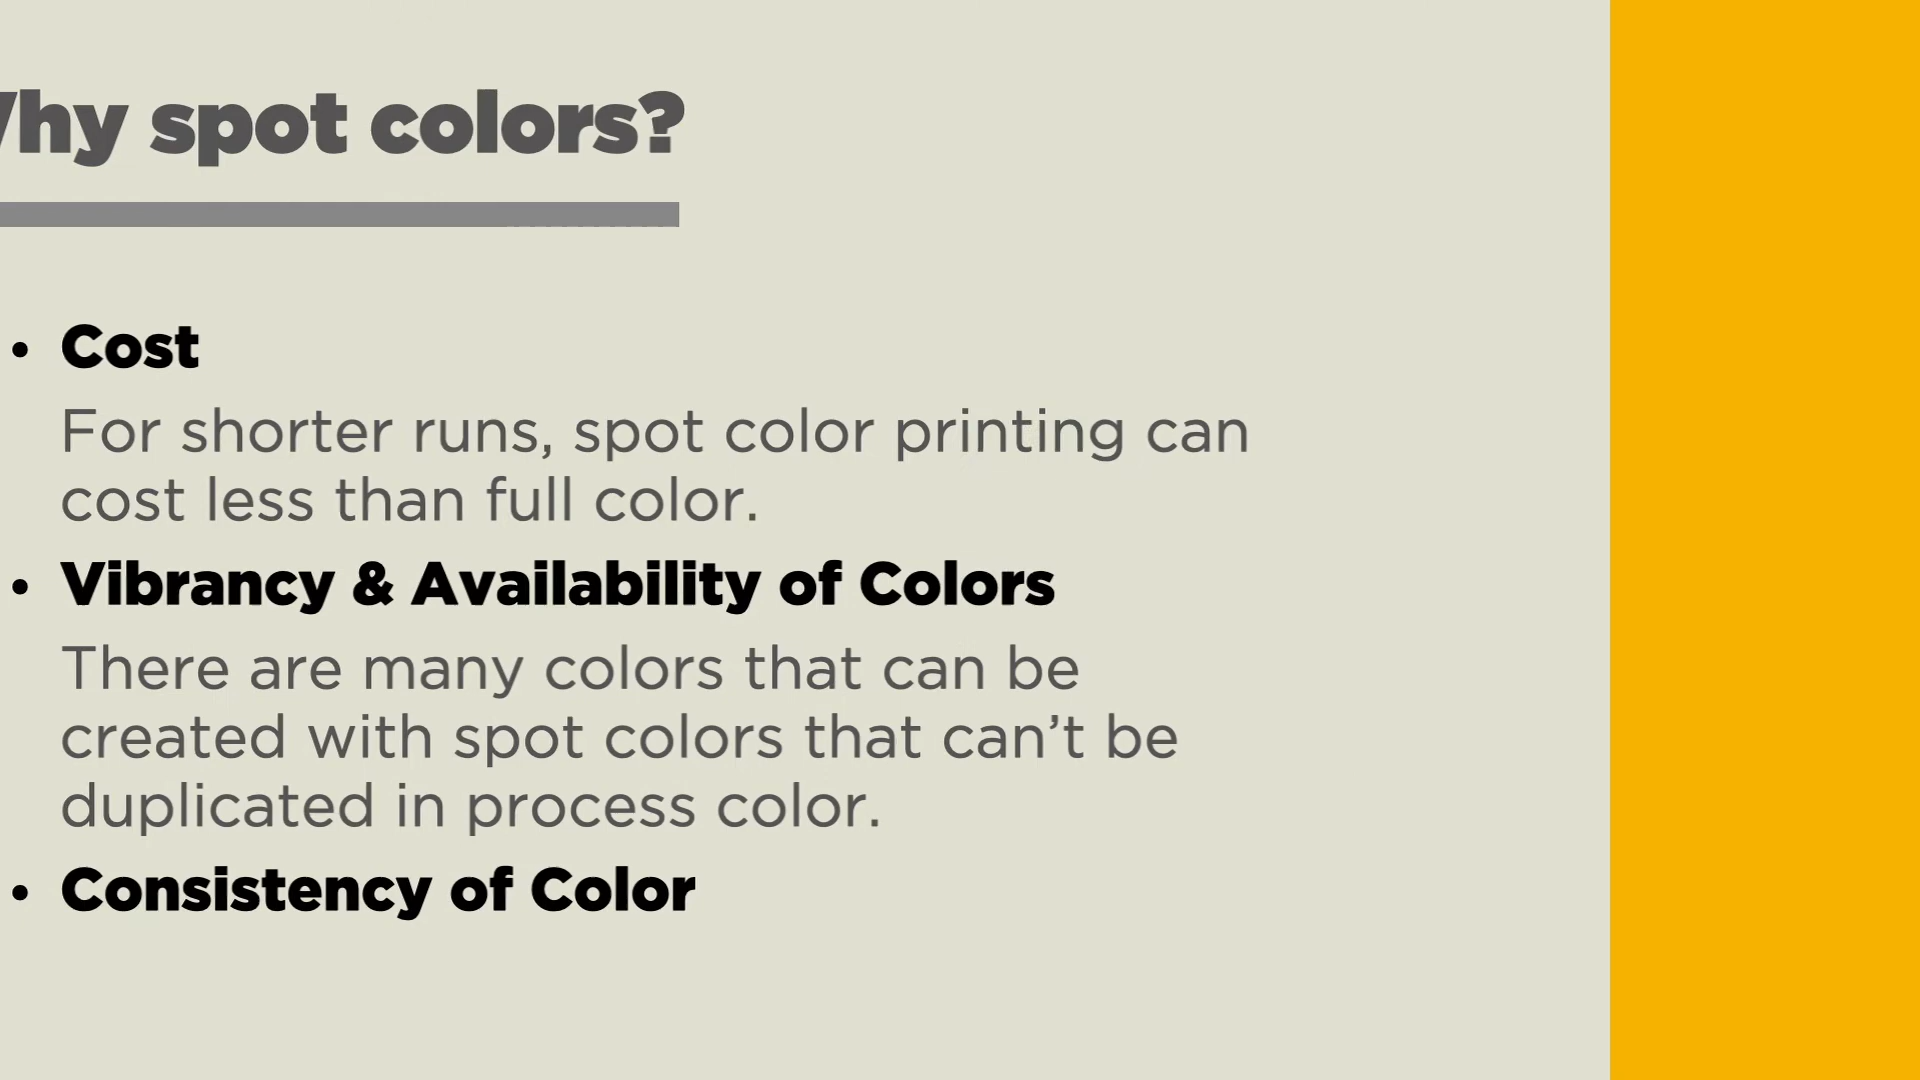 hy spot colors?
• Cost
For shorter runs, spot color printing can
cost less than full color.
• Vibrancy & Availability of Colors
There are many colors that can be
created with spot colors that can’t be
duplicated in process color.
• Consistency of Color